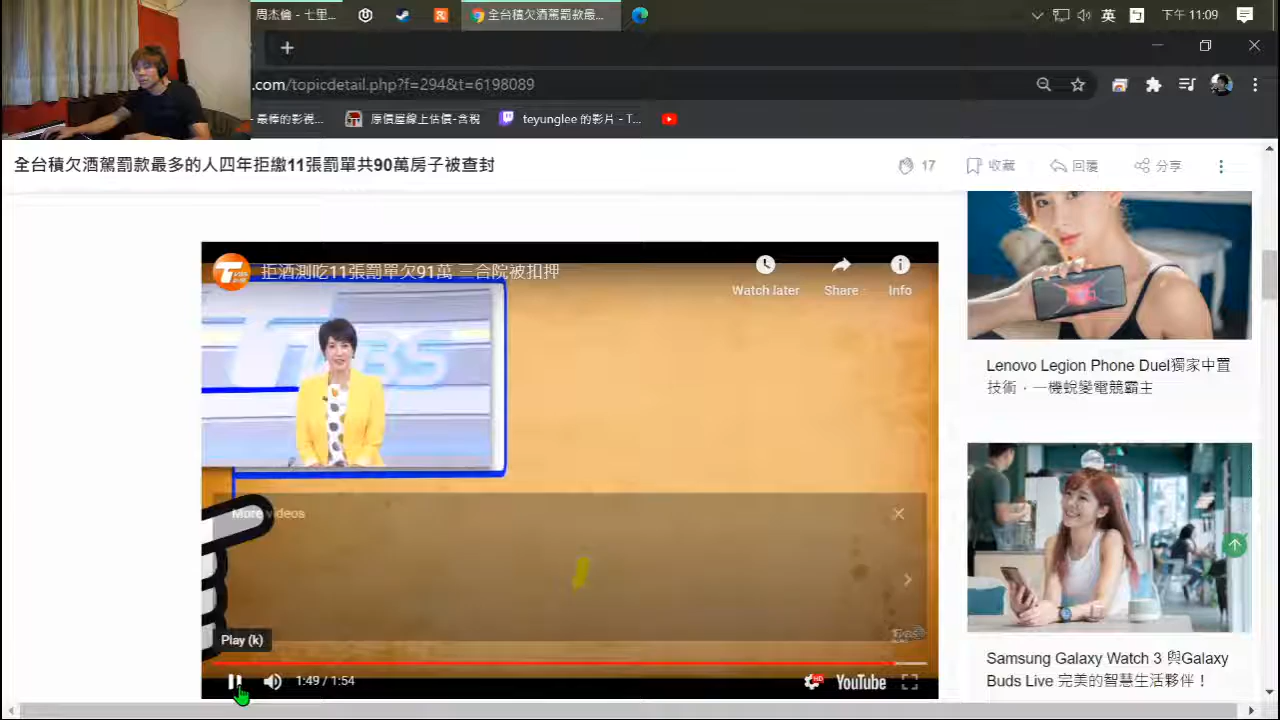 周杰倫 - 七里...
全台積欠酒駕罰款最...
英
下午 11:09
.com/topicdetail.php?f=294&t=6198089
最棒的影視...
原價屋線上估價-含稅
teyunglee 的影片 - T...
全台積欠酒駕罰款最多的人四年拒繳11張罰單共90萬房子被查封
17
收藏
回覆
分享
拒酒測吃11張罰單欠91萬 三合院被扣押
Watch later
Share
Info
TVBS
More videos
Play (k)
1:49 / 1:54
HD
YouTube
Lenovo Legion Phone Duel獨家中置
技術，一機蛻變電競霸主
Samsung Galaxy Watch 3 與Galaxy
Buds Live 完美的智慧生活夥伴！